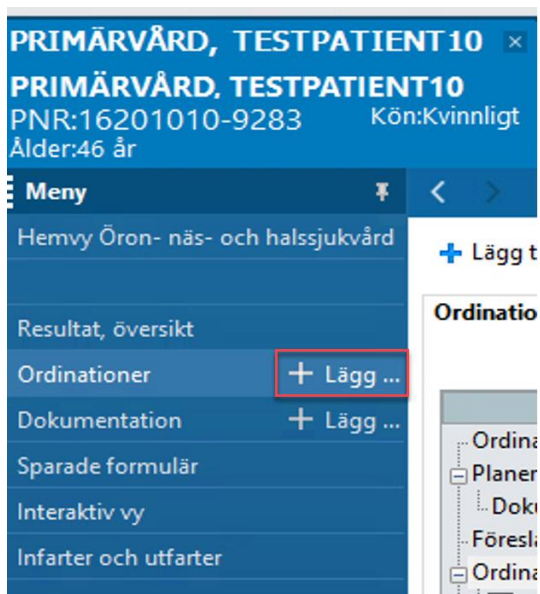 PRIMÄRVÅRD, TESTPATIENT10
PRIMÄRVÅRD, TESTPATIENT10
PNR:16201010-9283 Kön:Kvinnligt
Ålder:46 år
Meny
Hemvy Öron- näs- och halssjukvård
Resultat, översikt
Ordinationer + Lägg ...
Dokumentation + Lägg ...
Sparade formulär
Interaktiv vy
Infarter och utfarter
+ Lägg t
Ordinatio
Ordina
Planer
Doku
Föresla
Ordina